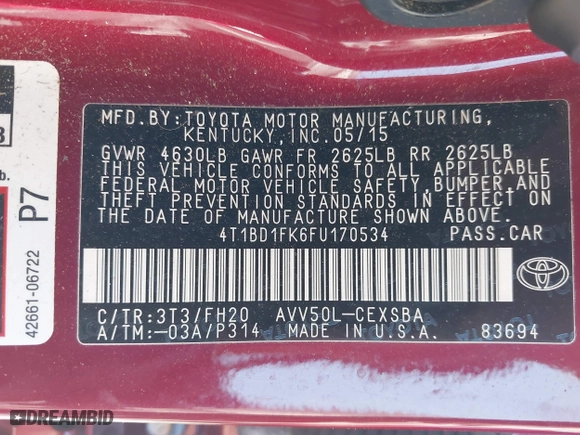 MFD.BY:TOYOTA MOTOR MANUFACTURING,
KENTUCKY,INC.05/15
GVWR 4630LB GAWR FR 2625LB RR 2625LB
THIS VEHICLE CONFORMS TO ALL APPLICABLE
FEDERAL MOTOR VEHICLE SAFETY,BUMPER,AND
THEFT PREVENTION STANDARDS IN EFFECT ON
THE DATE OF MANUFACTURE SHOWN ABOVE.
4T1BD1FK6FU170534 PASS.CAR
C/TR:3T3/FH20 AVV50L-CEXSBA
A/TM:-03A/P314 MADE IN U.S.A. 83694
TOYOTA
P7
42661-06722
b.
© DREAMBID